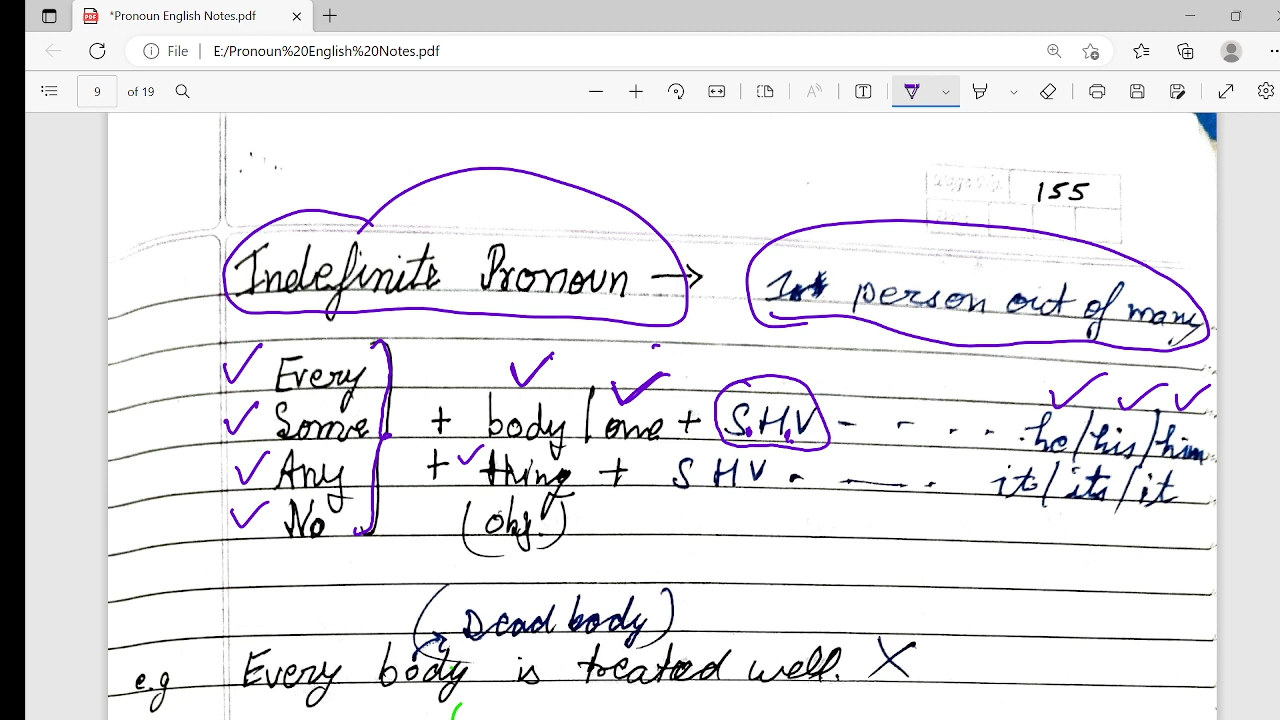 *Pronoun English Notes.pdf
File | E:/Pronoun%20English%20Notes.pdf
9 of 19
155
Indefinite Pronoun → person out of many
Every
Some + body / one + S.H.V - - . . . . he/his/him
Any + thing + S H V . —— . it/its/it
No (obj.)
(Dead body)
e.g Every body is treated well. X